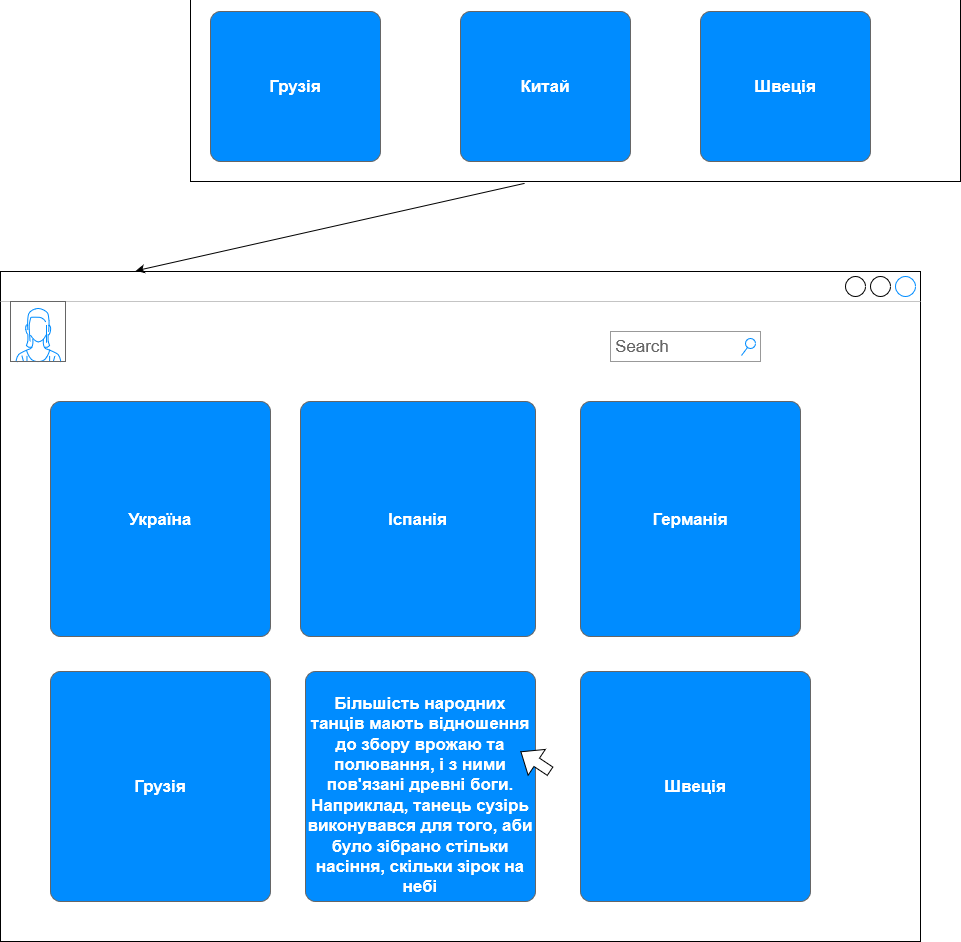 Грузія
Китай
Швеція
Search
Україна
Іспанія
Германія
Грузія
Більшість народних
танців мають відношення
до збору врожаю та
полювання, і з ними
пов'язані древні боги.
Наприклад, танець сузірь
виконувався для того, аби
було зібрано стільки
насіння, скільки зірок на
небі
Швеція